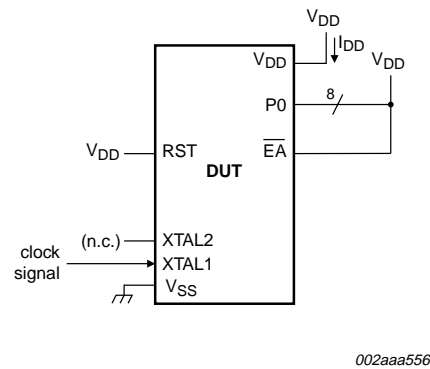 VDD
IDD
VDD
VDD
P0
8
VDD
RST
EA
DUT
(n.c.)
XTAL2
clock
signal
XTAL1
VSS
002aaa556